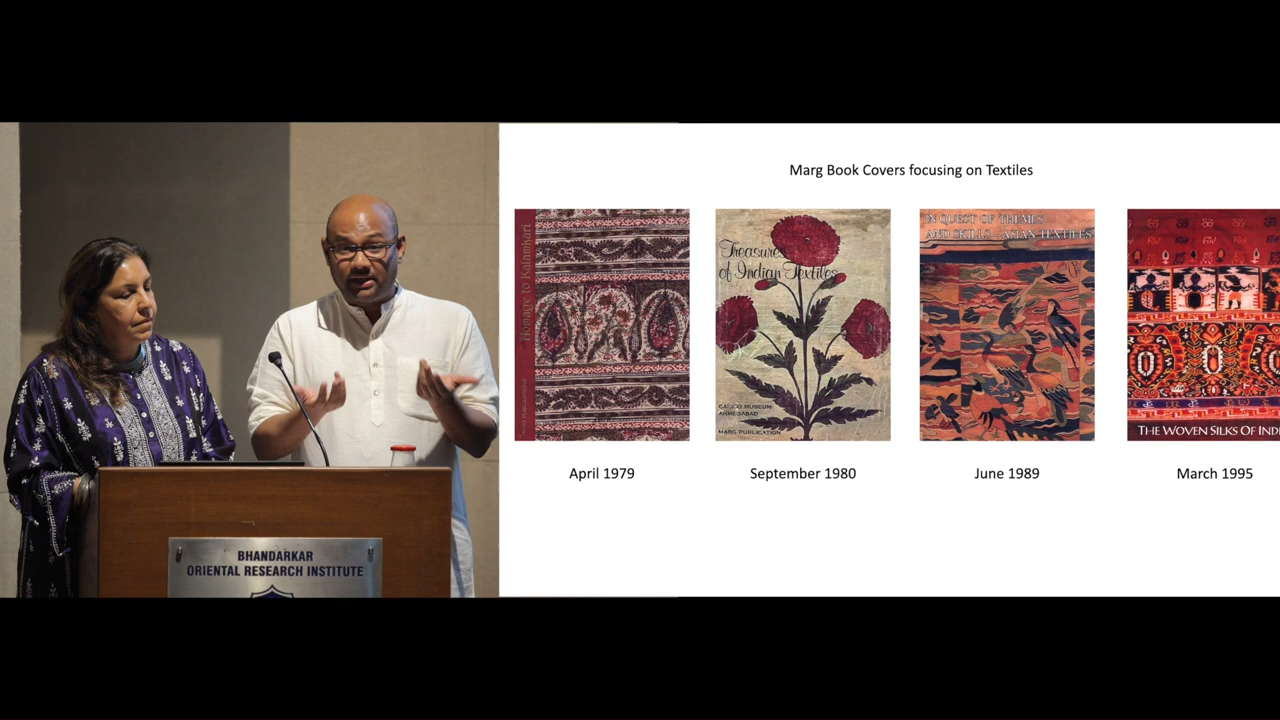 Marg Book Covers focusing on Textiles
Homage to Kalamkari
MARG PUBLICATIONS
Treasures
of Indian Textiles
CALICO MUSEUM
AHMEDABAD
MARG PUBLICATION
IN QUEST OF THEMES
AND SKILLS – ASIAN TEXTILES
THE WOVEN SILKS OF INDI
April 1979
September 1980
June 1989
March 1995
BHANDARKAR
ORIENTAL RESEARCH INSTITUTE